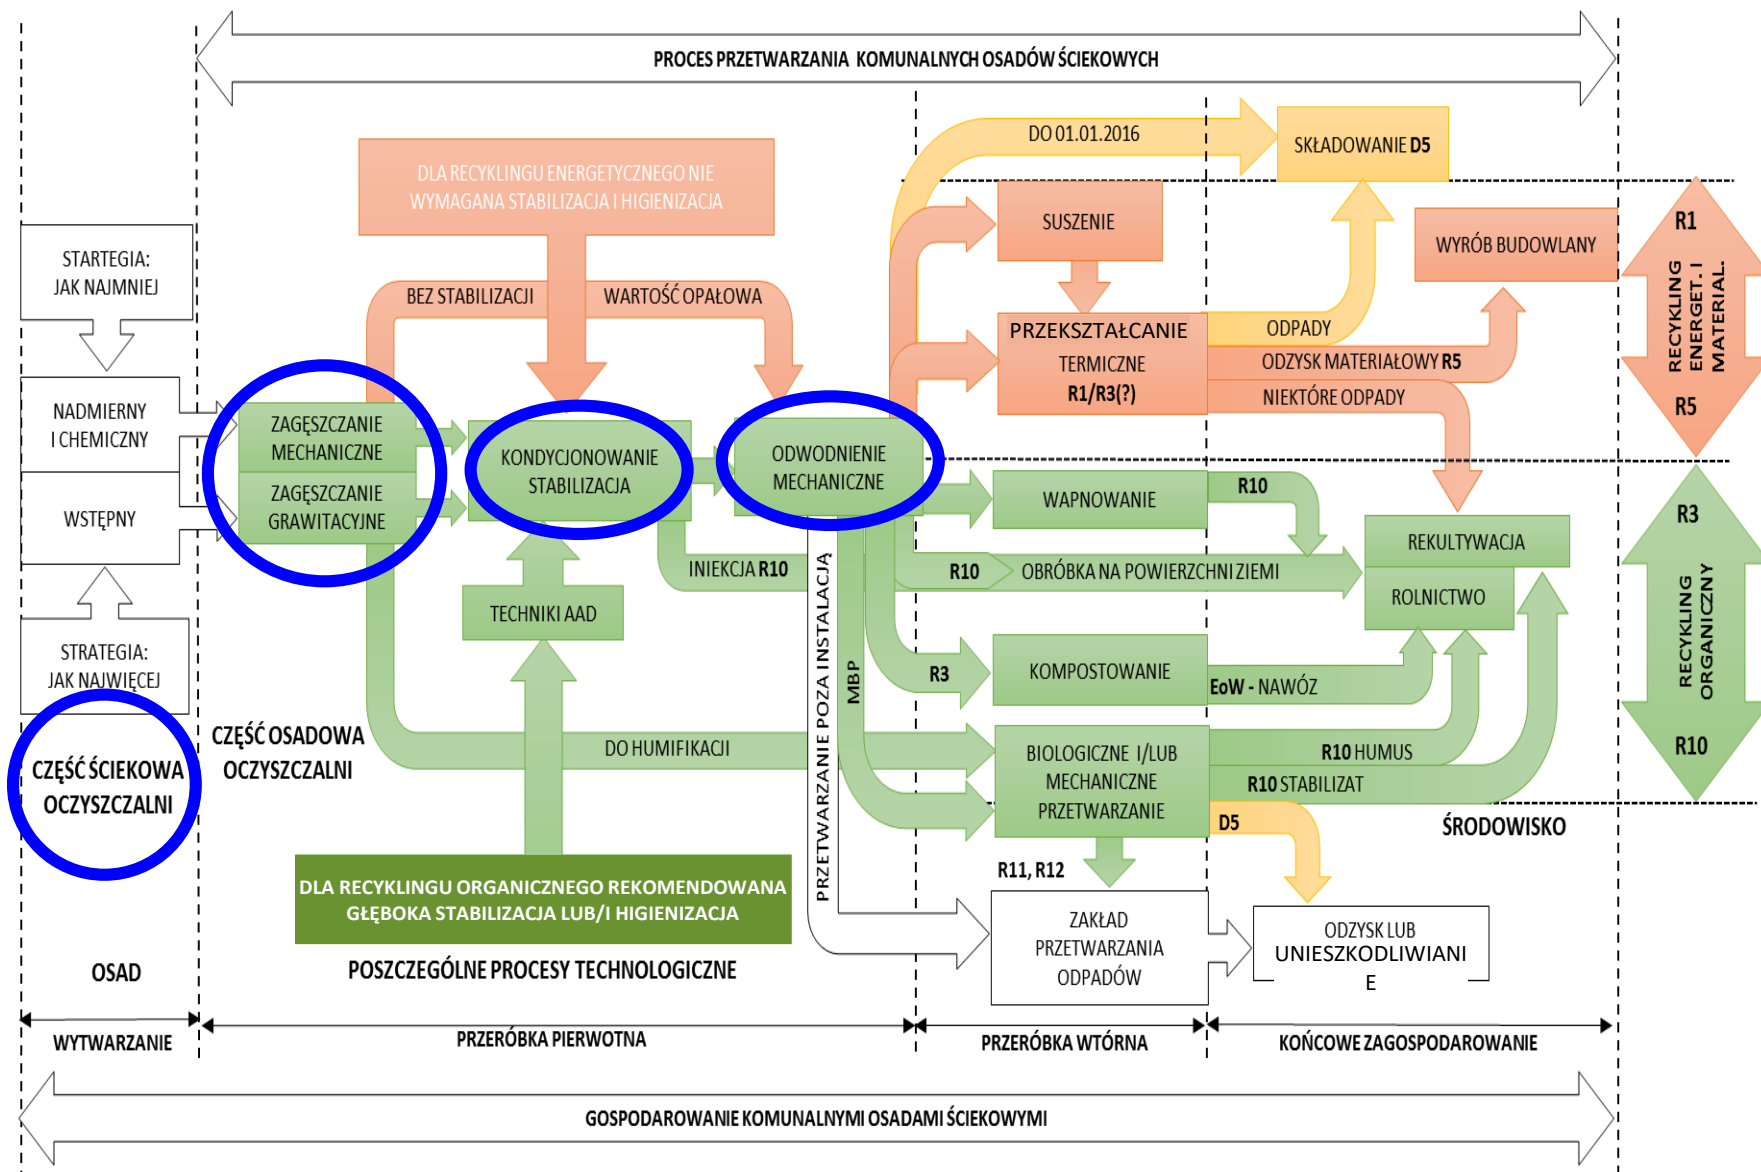 PROCES PRZETWARZANIA KOMUNALNYCH OSADÓW ŚCIEKOWYCH
DO 01.01.2016
SKŁADOWANIE D5
DLA RECYKLINGU ENERGETYCZNEGO NIE
WYMAGANA STABILIZACJA I HIGIENIZACJA
SUSZENIE
WYRÓB BUDOWLANY
R1
RECYKLING
ENERGET. I
MATERIAL.
R5
STARTEGIA:
JAK NAJMNIEJ
BEZ STABILIZACJI
WARTOŚĆ OPAŁOWA
PRZEKSZTAŁCANIE
TERMICZNE
R1/R3(?)
ODPADY
ODZYSK MATERIAŁOWY R5
NIEKTÓRE ODPADY
NADMIERNY
I CHEMICZNY
ZAGĘSZCZANIE
MECHANICZNE
ZAGĘSZCZANIE
GRAWITACYJNE
KONDYCJONOWANIE
STABILIZACJA
ODWODNIENIE
MECHANICZNE
WSTĘPNY
WAPNOWANIE
R10
REKULTYWACJA
ROLNICTWO
R3
RECYKLING
ORGANICZNY
R10
INIEKCJA R10
R10
OBRÓBKA NA POWIERZCHNI ZIEMI
TECHNIKI AAD
PRZETWARZANIE POZA INSTALACJĄ
MBP
STRATEGIA:
JAK NAJWIĘCEJ
R3
KOMPOSTOWANIE
EoW - NAWÓZ
CZĘŚĆ ŚCIEKOWA
OCZYSZCZALNI
CZĘŚĆ OSADOWA
OCZYSZCZALNI
DO HUMIFIKACJI
BIOLOGICZNE I/LUB
MECHANICZNE
PRZETWARZANIE
R10 HUMUS
R10 STABILIZAT
D5
ŚRODOWISKO
DLA RECYKLINGU ORGANICZNEGO REKOMENDOWANA
GŁĘBOKA STABILIZACJA LUB/I HIGIENIZACJA
R11, R12
ZAKŁAD
PRZETWARZANIA
ODPADÓW
ODZYSK LUB
UNIESZKODLIWIANI
E
OSAD
POSZCZEGÓLNE PROCESY TECHNOLOGICZNE
WYTWARZANIE
PRZERÓBKA PIERWOTNA
PRZERÓBKA WTÓRNA
KOŃCOWE ZAGOSPODAROWANIE
GOSPODAROWANIE KOMUNALNYMI OSADAMI ŚCIEKOWYMI